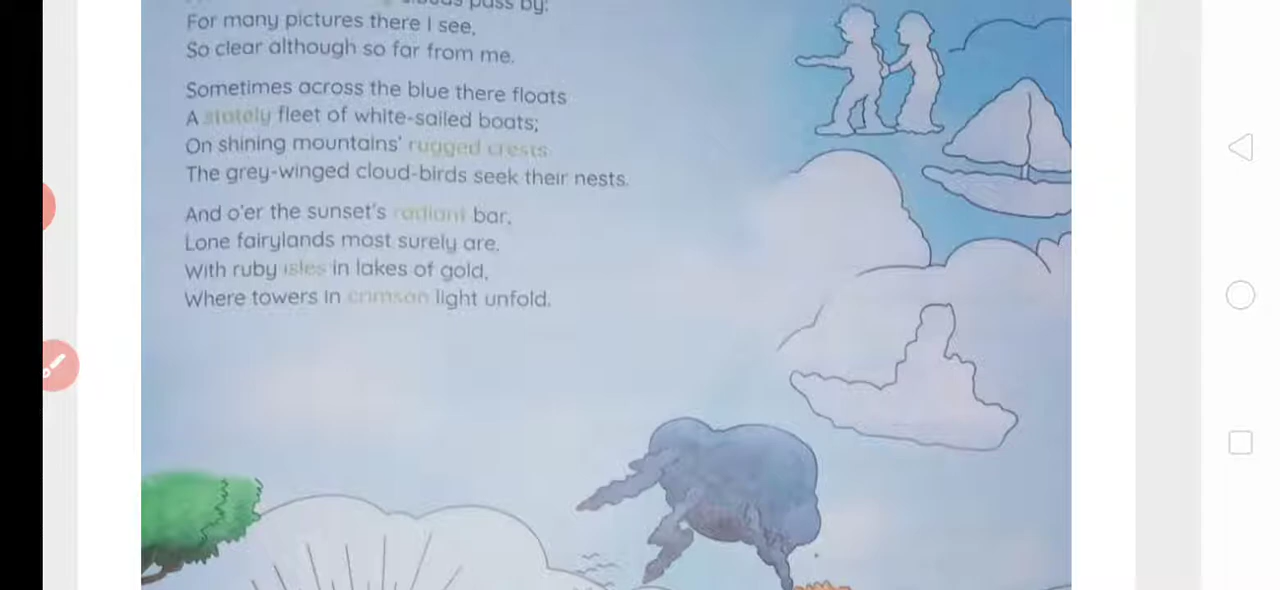 pass by:
For many pictures there I see,
So clear although so far from me.
Sometimes across the blue there floats
A stately fleet of white-sailed boats;
On shining mountains' rugged crests
The grey-winged cloud-birds seek their nests.
And o'er the sunset's radiant bar,
Lone fairylands most surely are.
With ruby isles in lakes of gold,
Where towers in crimson light unfold.